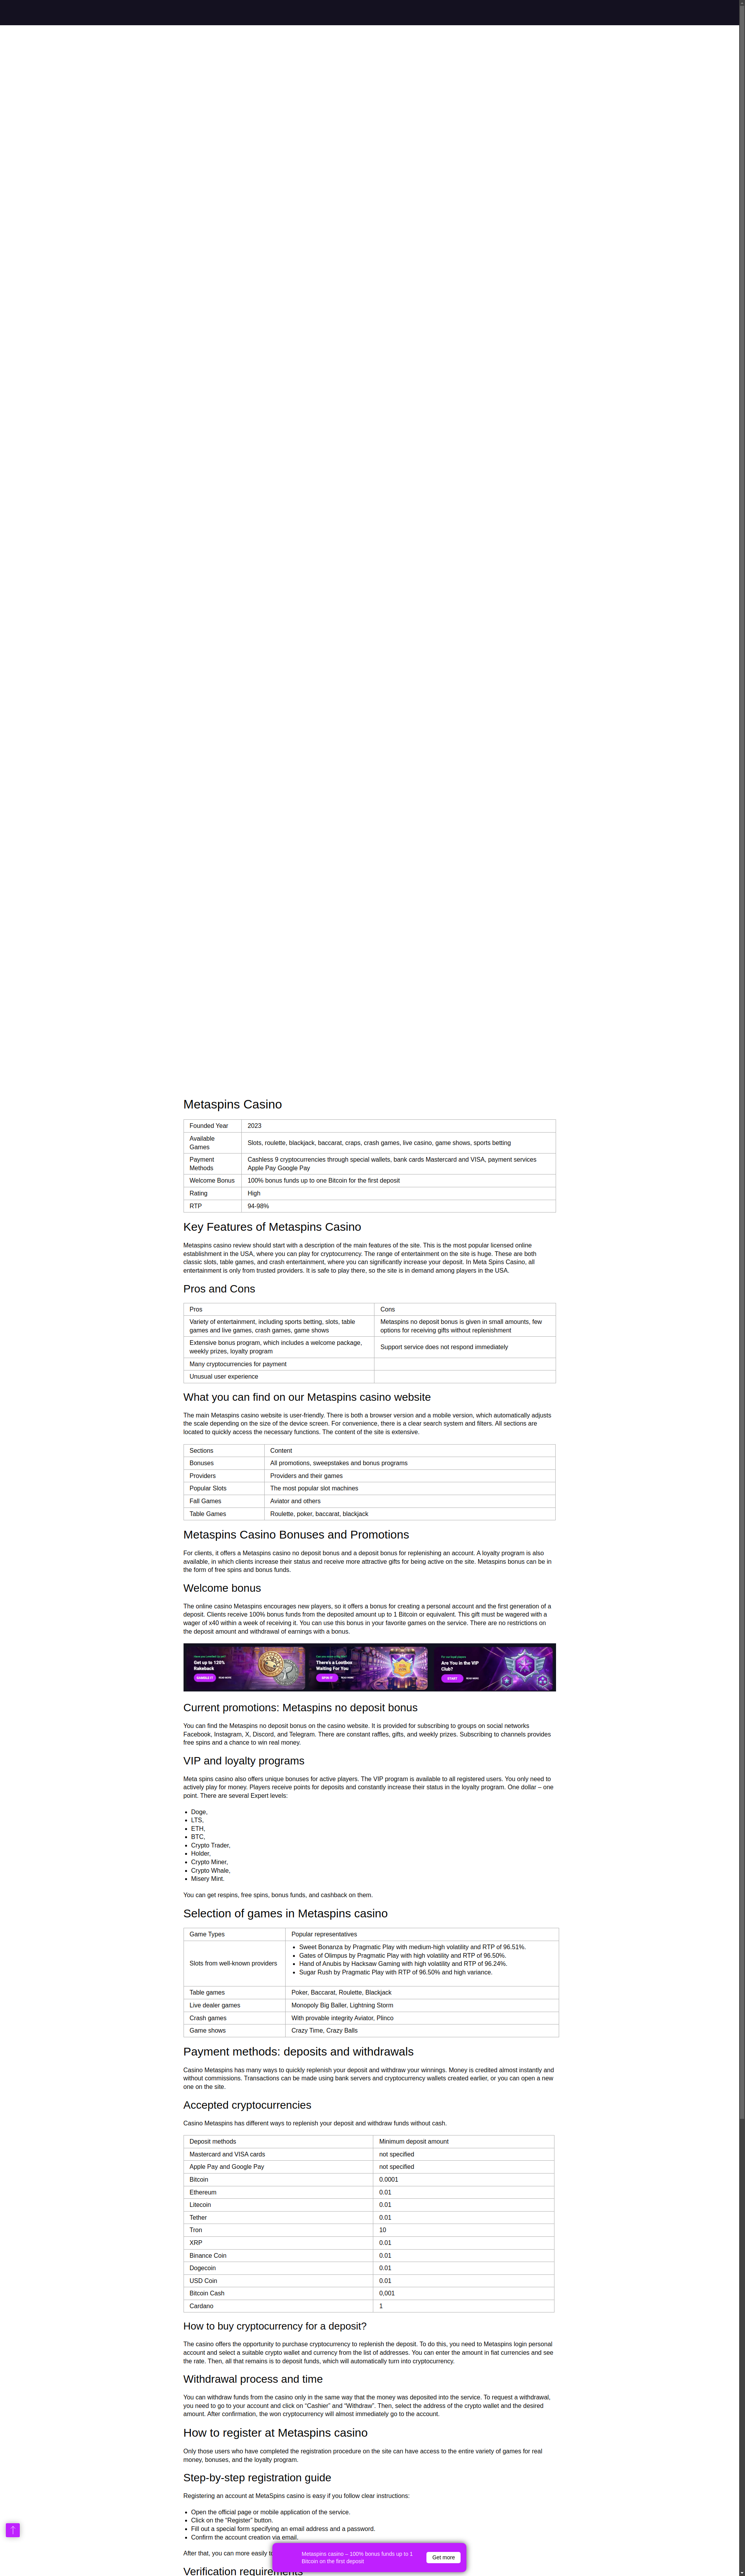 Metaspins Casino
Founded Year 2023
Available
Games
Slots, roulette, blackjack, baccarat, craps, crash games, live casino, game shows, sports betting
Payment
Methods
Cashless 9 cryptocurrencies through special wallets, bank cards Mastercard and VISA, payment services
Apple Pay Google Pay
Welcome Bonus 100% bonus funds up to one Bitcoin for the first deposit
Rating High
RTP 94-98%
Key Features of Metaspins Casino
Metaspins casino review should start with a description of the main features of the site. This is the most popular licensed online
establishment in the USA, where you can play for cryptocurrency. The range of entertainment on the site is huge. These are both
classic slots, table games, and crash entertainment, where you can significantly increase your deposit. In Meta Spins Casino, all
entertainment is only from trusted providers. It is safe to play there, so the site is in demand among players in the USA.
Pros and Cons
Pros Cons
Variety of entertainment, including sports betting, slots, table
games and live games, crash games, game shows
Metaspins no deposit bonus is given in small amounts, few
options for receiving gifts without replenishment
Extensive bonus program, which includes a welcome package,
weekly prizes, loyalty program
Support service does not respond immediately
Many cryptocurrencies for payment
Unusual user experience
What you can find on our Metaspins casino website
The main Metaspins casino website is user-friendly. There is both a browser version and a mobile version, which automatically adjusts
the scale depending on the size of the device screen. For convenience, there is a clear search system and filters. All sections are
located to quickly access the necessary functions. The content of the site is extensive.
Sections Content
Bonuses All promotions, sweepstakes and bonus programs
Providers Providers and their games
Popular Slots The most popular slot machines
Fall Games Aviator and others
Table Games Roulette, poker, baccarat, blackjack
Metaspins Casino Bonuses and Promotions
For clients, it offers a Metaspins casino no deposit bonus and a deposit bonus for replenishing an account. A loyalty program is also
available, in which clients increase their status and receive more attractive gifts for being active on the site. Metaspins bonus can be in
the form of free spins and bonus funds.
Welcome bonus
The online casino Metaspins encourages new players, so it offers a bonus for creating a personal account and the first generation of a
deposit. Clients receive 100% bonus funds from the deposited amount up to 1 Bitcoin or equivalent. This gift must be wagered with a
wager of x40 within a week of receiving it. You can use this bonus in your favorite games on the service. There are no restrictions on
the deposit amount and withdrawal of earnings with a bonus.
Get up to 120%
Rakeback
There's a Lootbox
Waiting For You
Are You in the VIP
Club?
START
Current promotions: Metaspins no deposit bonus
You can find the Metaspins no deposit bonus on the casino website. It is provided for subscribing to groups on social networks
Facebook, Instagram, X, Discord, and Telegram. There are constant raffles, gifts, and weekly prizes. Subscribing to channels provides
free spins and a chance to win real money.
VIP and loyalty programs
Meta spins casino also offers unique bonuses for active players. The VIP program is available to all registered users. You only need to
actively play for money. Players receive points for deposits and constantly increase their status in the loyalty program. One dollar – one
point. There are several Expert levels:
Doge,
LTS,
ETH,
BTC,
Crypto Trader,
Holder,
Crypto Miner,
Crypto Whale,
Misery Mint.
You can get respins, free spins, bonus funds, and cashback on them.
Selection of games in Metaspins casino
Game Types Popular representatives
Slots from well-known providers
Sweet Bonanza by Pragmatic Play with medium-high volatility and RTP of 96.51%.
Gates of Olimpus by Pragmatic Play with high volatility and RTP of 96.50%.
Hand of Anubis by Hacksaw Gaming with high volatility and RTP of 96.24%.
Sugar Rush by Pragmatic Play with RTP of 96.50% and high variance.
Table games Poker, Baccarat, Roulette, Blackjack
Live dealer games Monopoly Big Baller, Lightning Storm
Crash games With provable integrity Aviator, Plinco
Game shows Crazy Time, Crazy Balls
Payment methods: deposits and withdrawals
Casino Metaspins has many ways to quickly replenish your deposit and withdraw your winnings. Money is credited almost instantly and
without commissions. Transactions can be made using bank servers and cryptocurrency wallets created earlier, or you can open a new
one on the site.
Accepted cryptocurrencies
Casino Metaspins has different ways to replenish your deposit and withdraw funds without cash.
Deposit methods Minimum deposit amount
Mastercard and VISA cards not specified
Apple Pay and Google Pay not specified
Bitcoin 0.0001
Ethereum 0.01
Litecoin 0.01
Tether 0.01
Tron 10
XRP 0.01
Binance Coin 0.01
Dogecoin 0.01
USD Coin 0.01
Bitcoin Cash 0,001
Cardano 1
How to buy cryptocurrency for a deposit?
The casino offers the opportunity to purchase cryptocurrency to replenish the deposit. To do this, you need to Metaspins login personal
account and select a suitable crypto wallet and currency from the list of addresses. You can enter the amount in fiat currencies and see
the rate. Then, all that remains is to deposit funds, which will automatically turn into cryptocurrency.
Withdrawal process and time
You can withdraw funds from the casino only in the same way that the money was deposited into the service. To request a withdrawal,
you need to go to your account and click on “Cashier” and “Withdraw”. Then, select the address of the crypto wallet and the desired
amount. After confirmation, the won cryptocurrency will almost immediately go to the account.
How to register at Metaspins casino
Only those users who have completed the registration procedure on the site can have access to the entire variety of games for real
money, bonuses, and the loyalty program.
Step-by-step registration guide
Registering an account at MetaSpins casino is easy if you follow clear instructions:
Open the official page or mobile application of the service.
Click on the “Register” button.
Fill out a special form specifying an email address and a password.
Confirm the account creation via email.
After that, you can more easily to
Metaspins casino – 100% bonus funds up to 1
Bitcoin on the first deposit
Get more
Verification requirements